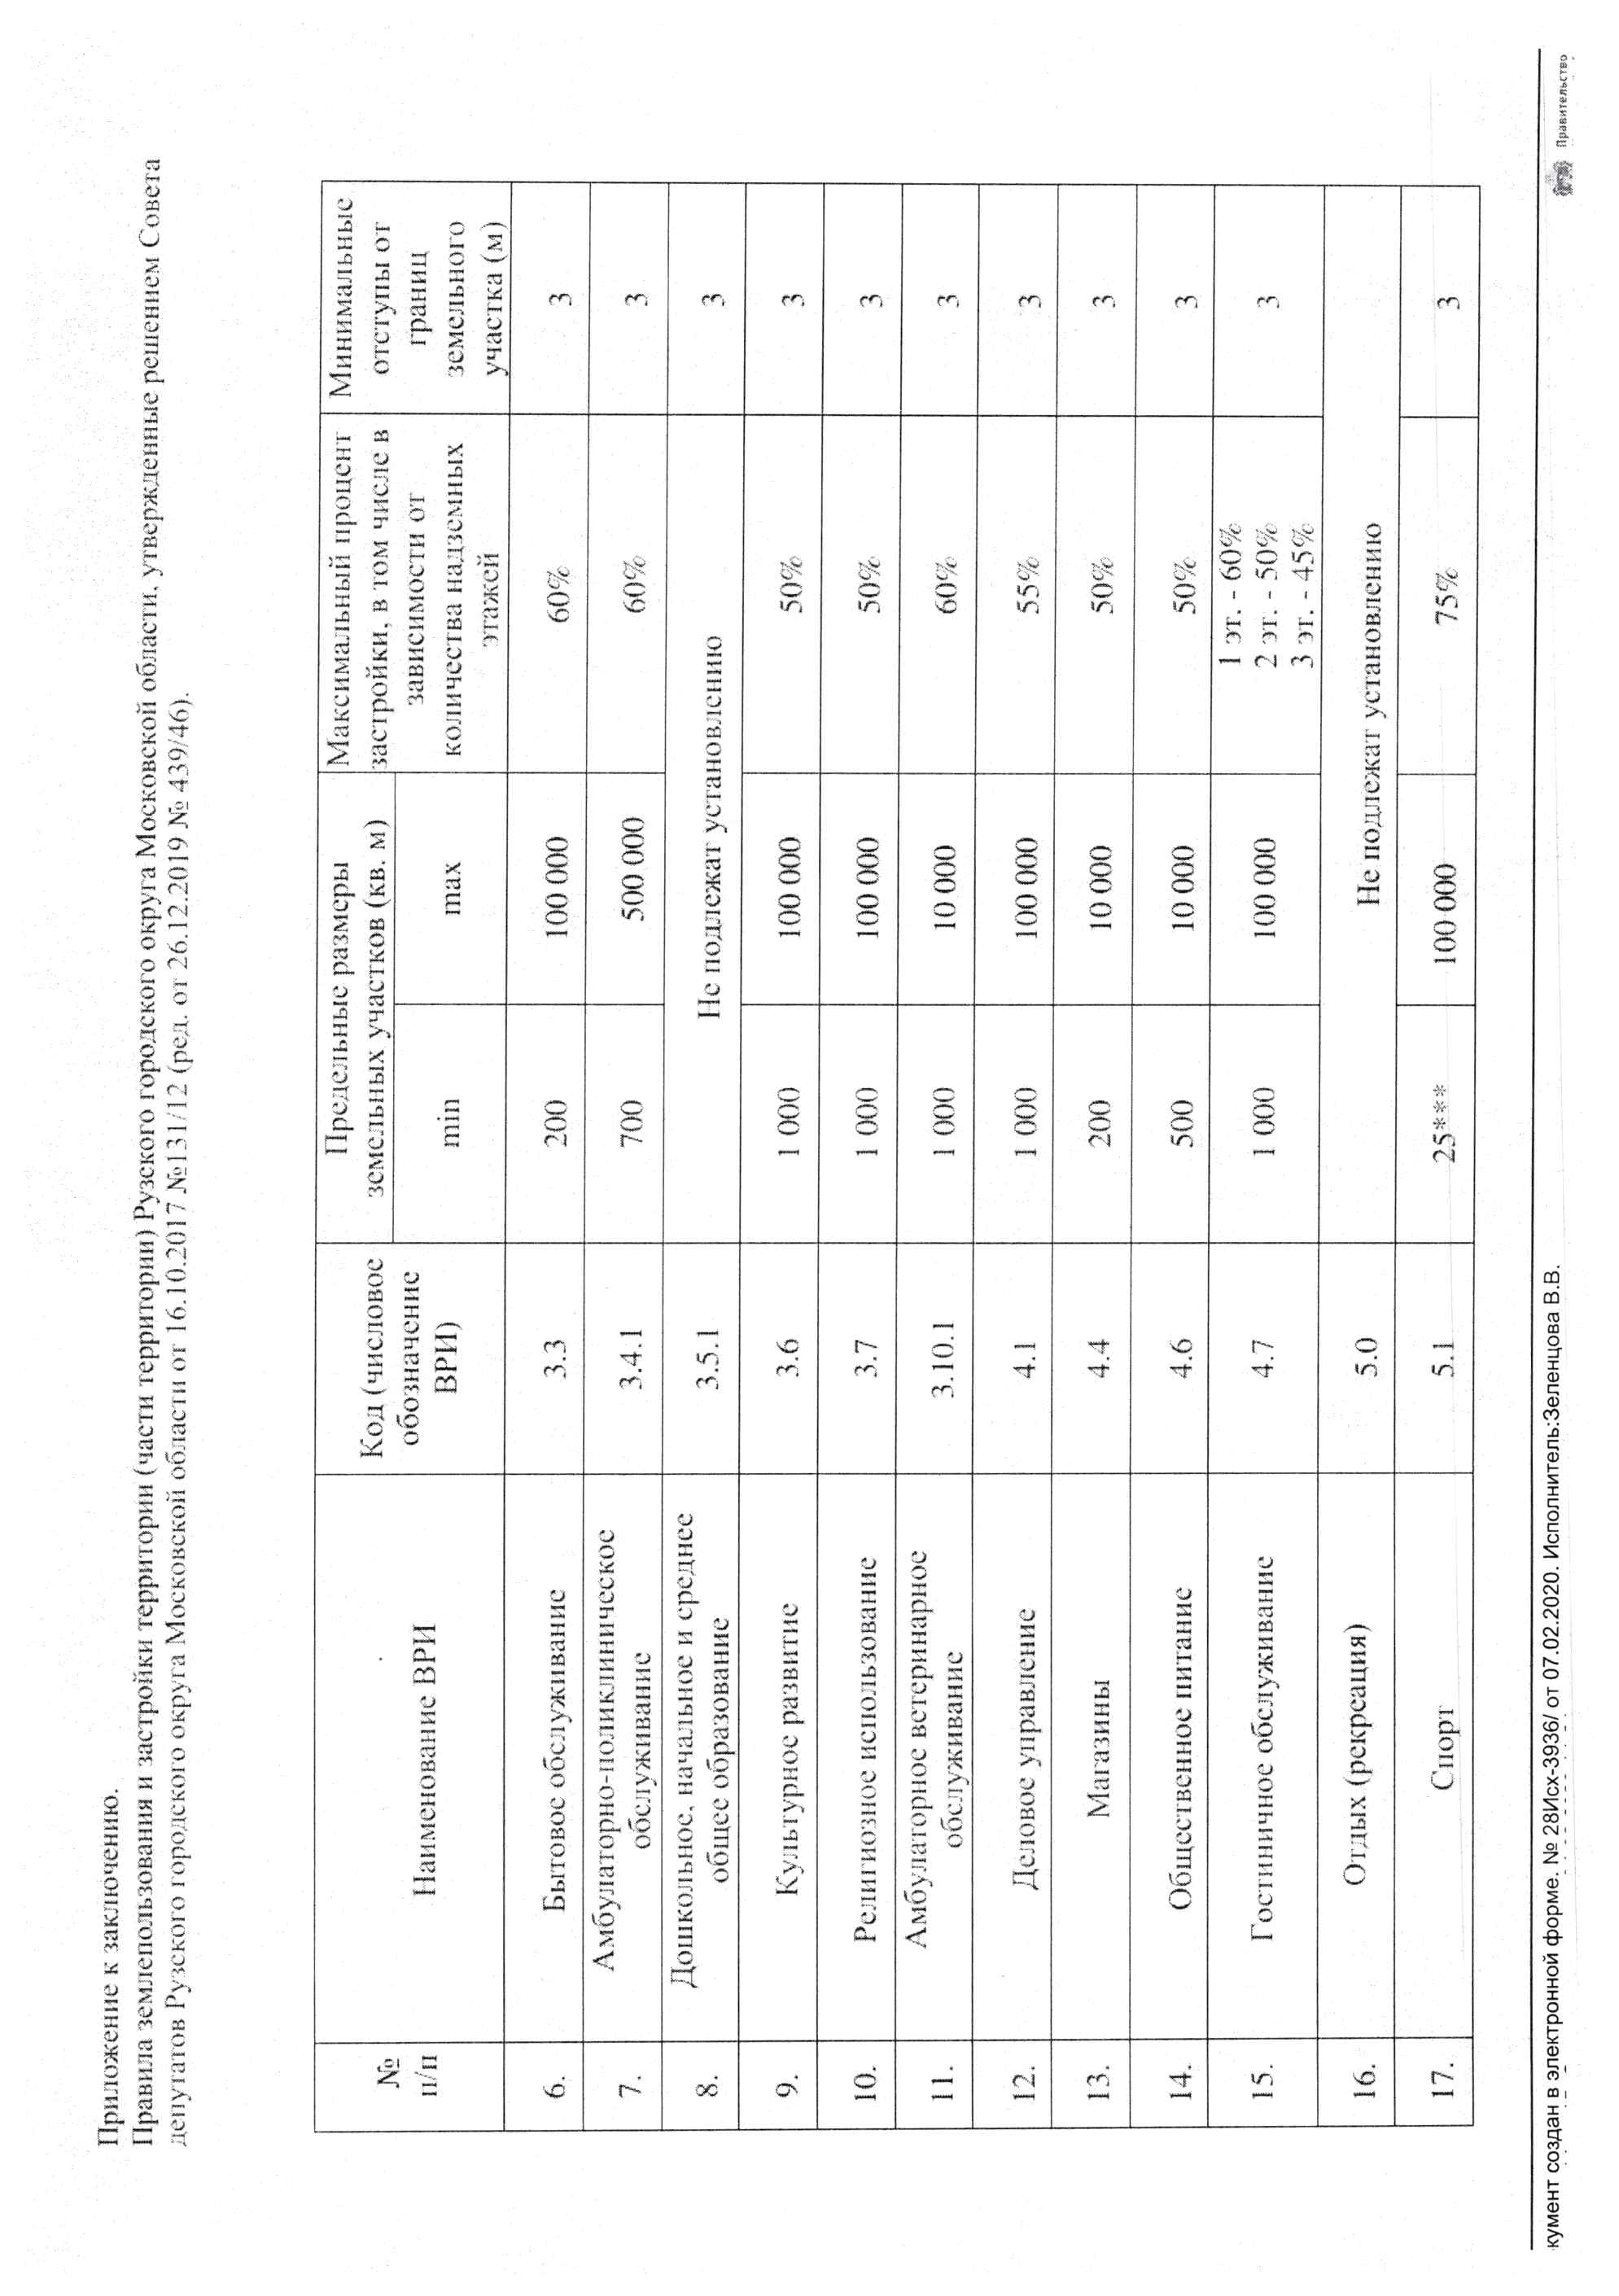 Приложение к заключению.
Правила землепользования и застройки территории (части территории) Рузского городского округа Московской области, утвержденные решением Совета
депутатов Рузского городского округа Московской области от 16.10.2017 №131/12 (ред. от 26.12.2019 № 439/46).
№ п/п
Наименование ВРИ
Код (числовое обозначение ВРИ)
Предельные размеры земельных участков (кв. м)
min
max
Максимальный процент застройки, в том числе в зависимости от количества надземных этажей
Минимальные отступы от границ земельного участка (м)
6. Бытовое обслуживание 3.3 200 100 000 60% 3
7. Амбулаторно-поликлиническое обслуживание 3.4.1 700 500 000 60% 3
8. Дошкольное, начальное и среднее общее образование 3.5.1 Не подлежат установлению 3
9. Культурное развитие 3.6 1 000 100 000 50% 3
10. Религиозное использование 3.7 1 000 100 000 50% 3
11. Амбулаторное ветеринарное обслуживание 3.10.1 1 000 10 000 60% 3
12. Деловое управление 4.1 1 000 100 000 55% 3
13. Магазины 4.4 200 10 000 50% 3
14. Общественное питание 4.6 500 10 000 50% 3
15. Гостиничное обслуживание 4.7 1 000 100 000 1 эт. - 60% 2 эт. - 50% 3 эт. - 45% 3
16. Отдых (рекреация) 5.0 Не подлежат установлению
17. Спорт 5.1 25**** 100 000 75% 3
кумент создан в электронной форме. № 28Исх-3936/ от 07.02.2020. Исполнитель:Зеленцова В.В.
Правительство